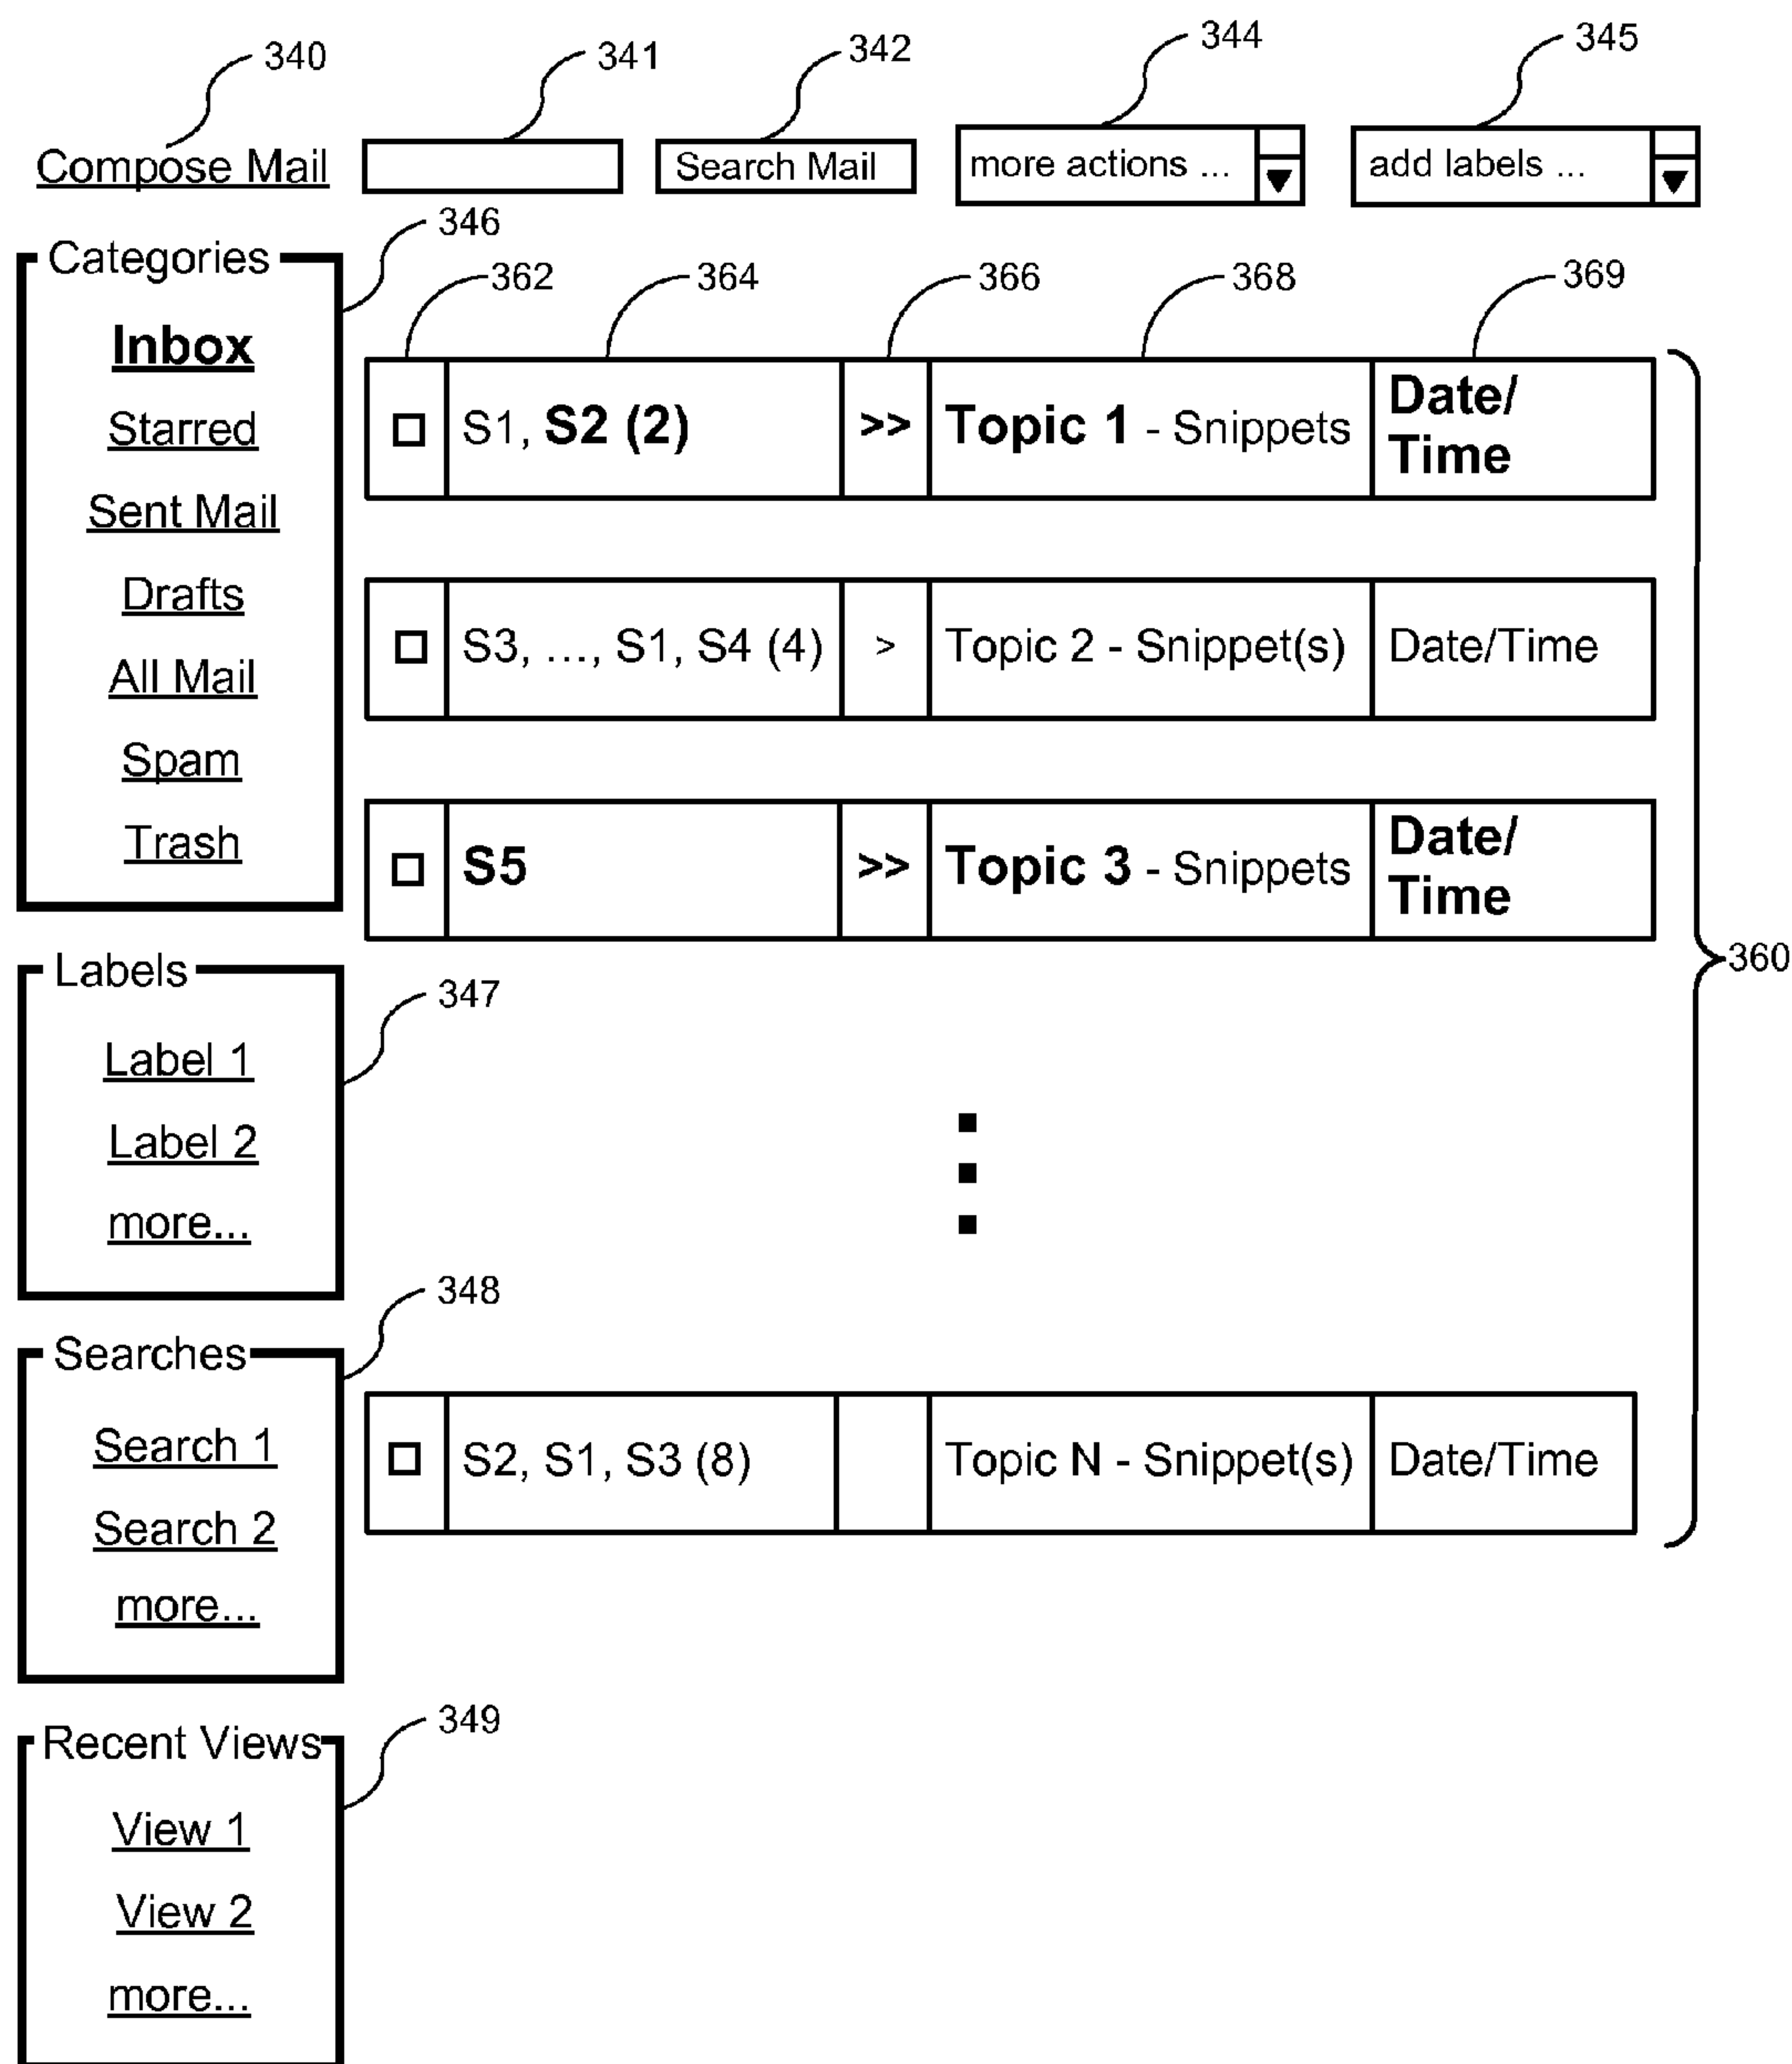 340
341
342
344
345
Compose Mail
Search Mail
more actions ...
add labels ...
346
Categories
Inbox
Starred
Sent Mail
Drafts
All Mail
Spam
Trash
362
364
366
368
369
S1, S2 (2)
>>
Topic 1 - Snippets
Date/
Time
S3, ..., S1, S4 (4)
>
Topic 2 - Snippet(s)
Date/Time
S5
>>
Topic 3 - Snippets
Date/
Time
360
Labels
347
Label 1
Label 2
more...
348
Searches
Search 1
Search 2
more...
S2, S1, S3 (8)
Topic N - Snippet(s)
Date/Time
349
Recent Views
View 1
View 2
more...